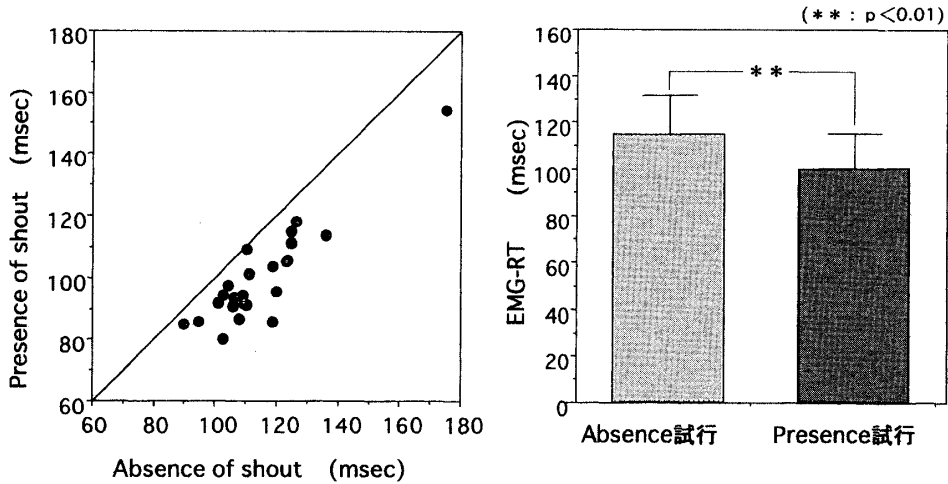 (**: p<0.01)
180
160
140
120
100
80
60
Presence of shout (msec)
60 80 100 120 140 160 180
Absence of shout (msec)
160
140
120
100
80
60
40
20
0
EMG-RT (msec)
**
Absence試行 Presence試行